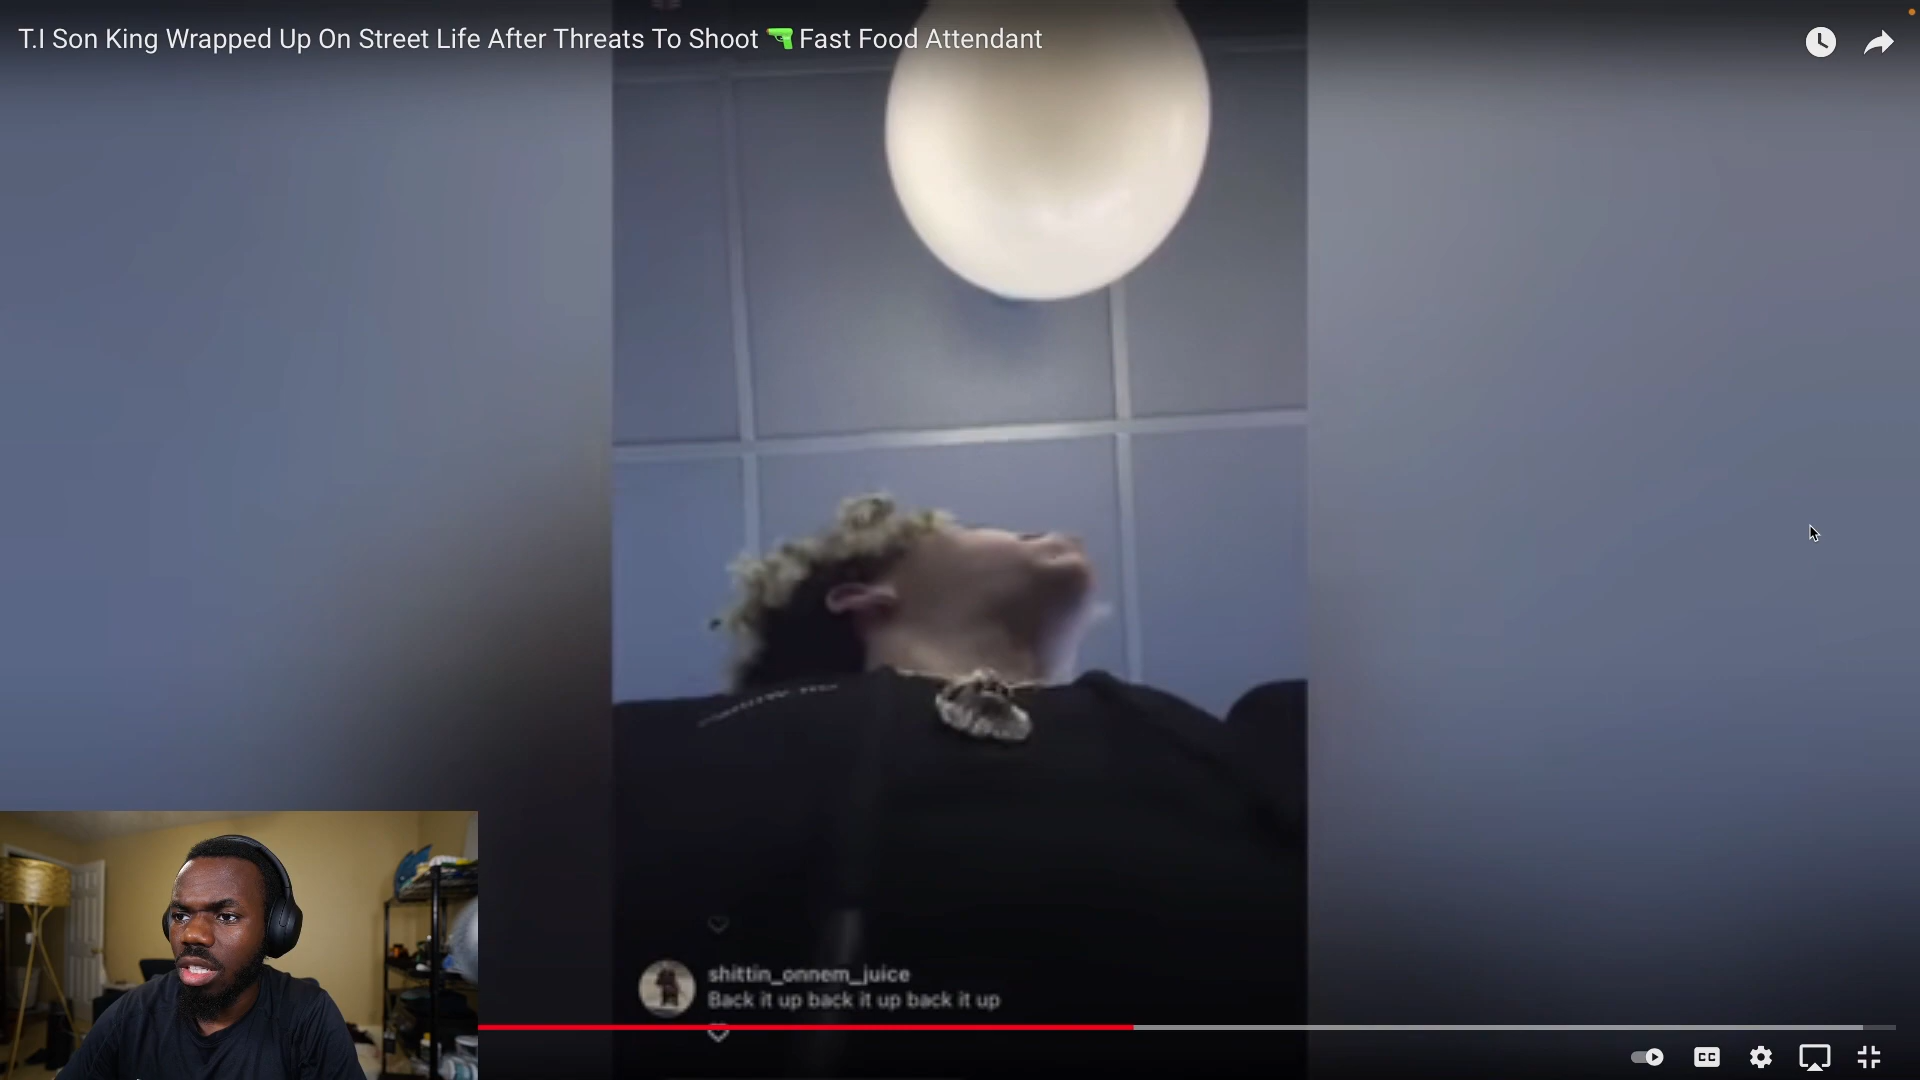 T.I Son King Wrapped Up On Street Life After Threats To Shoot 🔫 Fast Food Attendant
shittin_onnem_juice
Back it up back it up back it up
CC